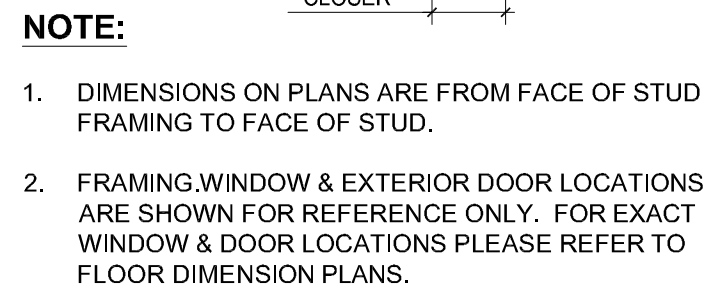 CLOSER
NOTE:
1. DIMENSIONS ON PLANS ARE FROM FACE OF STUD
FRAMING TO FACE OF STUD.
2. FRAMING.WINDOW & EXTERIOR DOOR LOCATIONS
ARE SHOWN FOR REFERENCE ONLY. FOR EXACT
WINDOW & DOOR LOCATIONS PLEASE REFER TO
FLOOR DIMENSION PLANS.